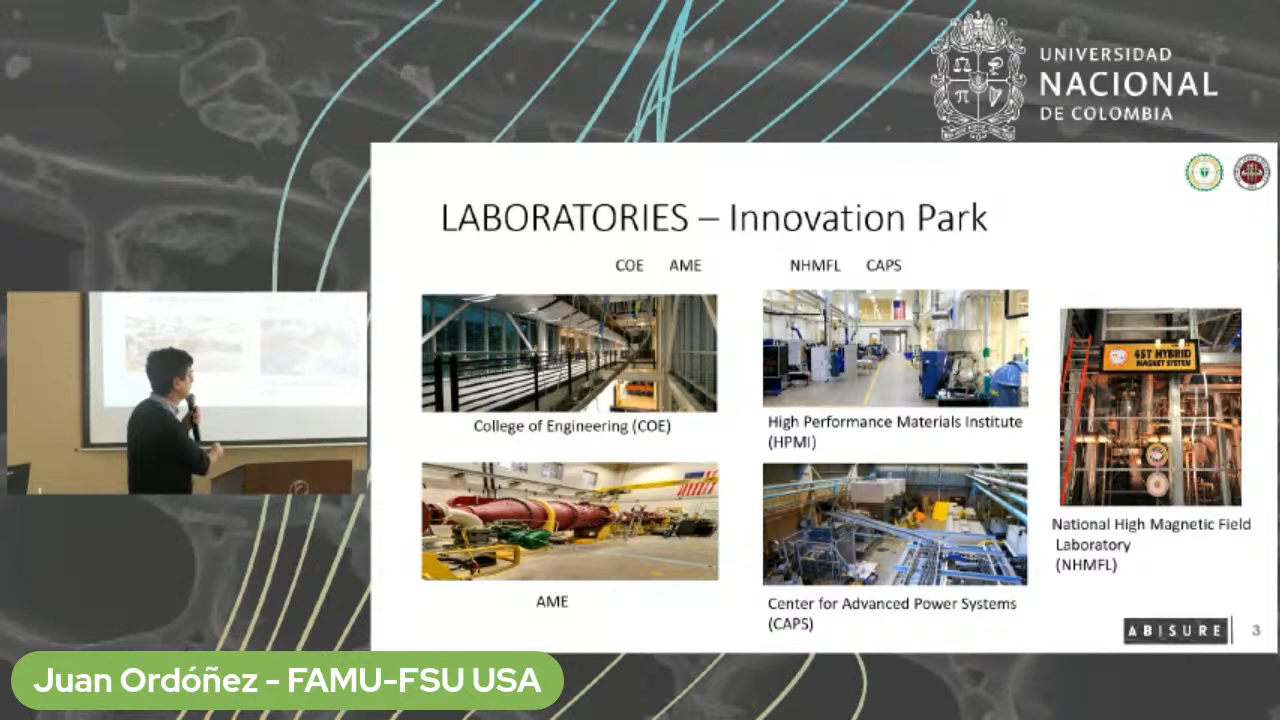 UNIVERSIDAD
NACIONAL
DE COLOMBIA
LABORATORIES – Innovation Park
COE AME NHMFL CAPS
College of Engineering (COE)
High Performance Materials Institute
(HPMI)
45T HYBRID
MAGNET SYSTEM
National High Magnetic Field
Laboratory
(NHMFL)
AME
Center for Advanced Power Systems
(CAPS)
ABISURE
3
Juan Ordóñez - FAMU-FSU USA